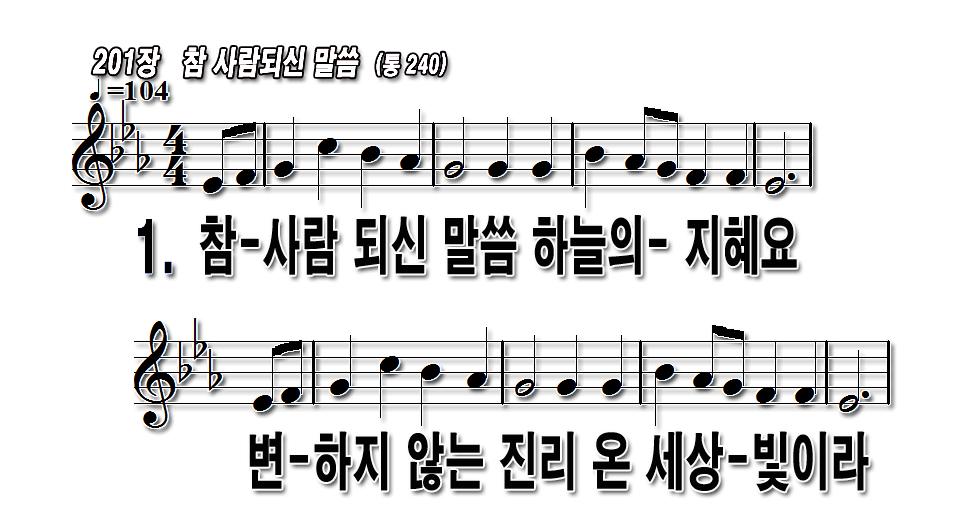 201장 참 사람되신 말씀 (통 240)
♩=104
4
4
1. 참-사람 되신 말씀 하늘의- 지혜요
변-하지 않는 진리 온 세상-빛이라